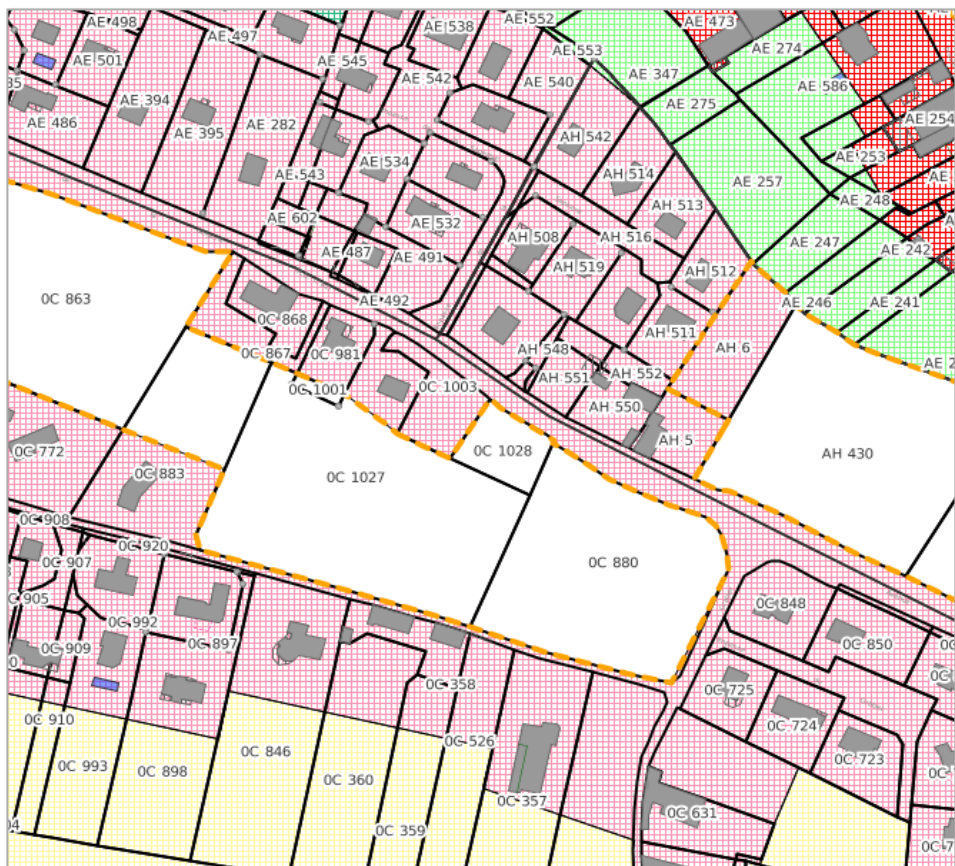 AE 498
AE 538
AE 552
AE 473
AE 497
AE 274
AE 553
AE 501
AE 545
AE 347
AE 542
AE 540
AE 586
AE 394
AE 275
AE 486
AE 395
AE 282
AE 254
AH 542
AE 253
AE 534
AE 543
AH 514
AE 257
AE
AE 248
AH 513
AE 602
AE 532
AH 508
AH 516
AE 247
AE 242
AE 487
AE 491
AH 519
AH 512
0C 863
AE 492
AE 246
AE 241
0C 868
AH 511
AH 548
AH 6
0C 867
0C 981
AE 2
AH 551
AH 552
0C 1001
0C 1003
AH 550
AH 5
0C 772
0C 1028
AH 430
0C 883
0C 1027
0C 908
0C 920
0C 907
0C 880
0C 905
0C 848
0C 992
0C 909
0C 897
0C 850
0C 358
0C 725
0C 910
0C 724
0C 526
0C 846
0C 723
0C 993
0C 898
0C 360
0C 357
0C 631
0C 359